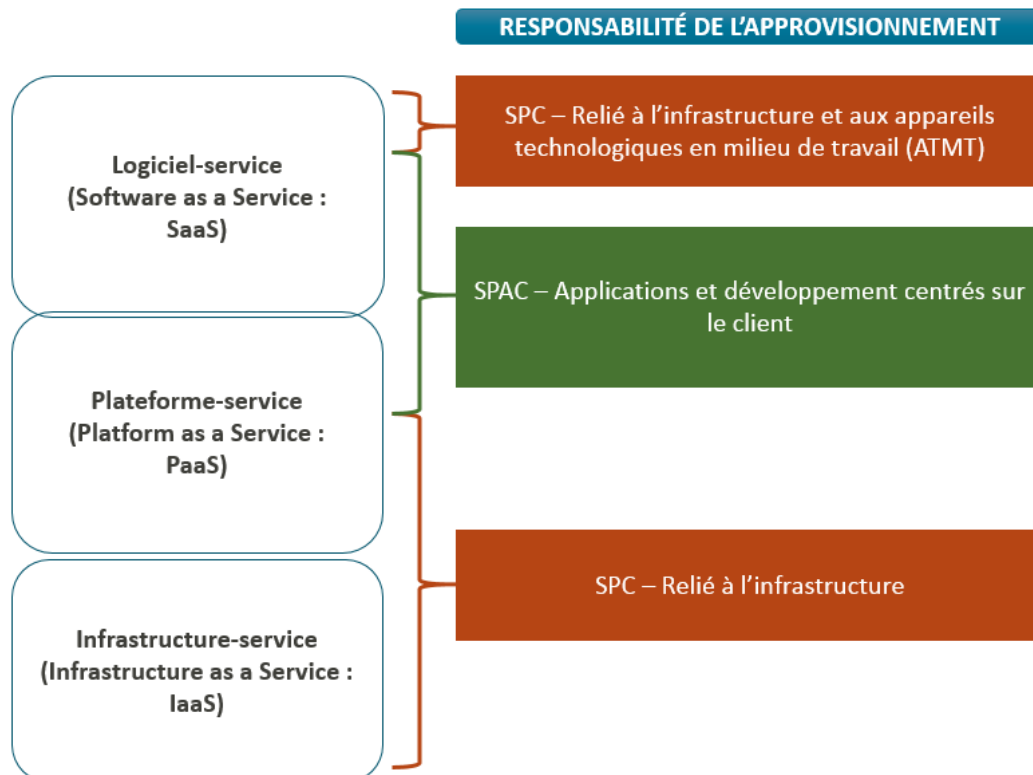 RESPONSABILITÉ DE L’APPROVISIONNEMENT
Logiciel-service
(Software as a Service :
SaaS)
SPC – Relié à l’infrastructure et aux appareils
technologiques en milieu de travail (ATMT)
SPAC – Applications et développement centrés sur
le client
Plateforme-service
(Platform as a Service :
PaaS)
SPC – Relié à l’infrastructure
Infrastructure-service
(Infrastructure as a Service :
IaaS)